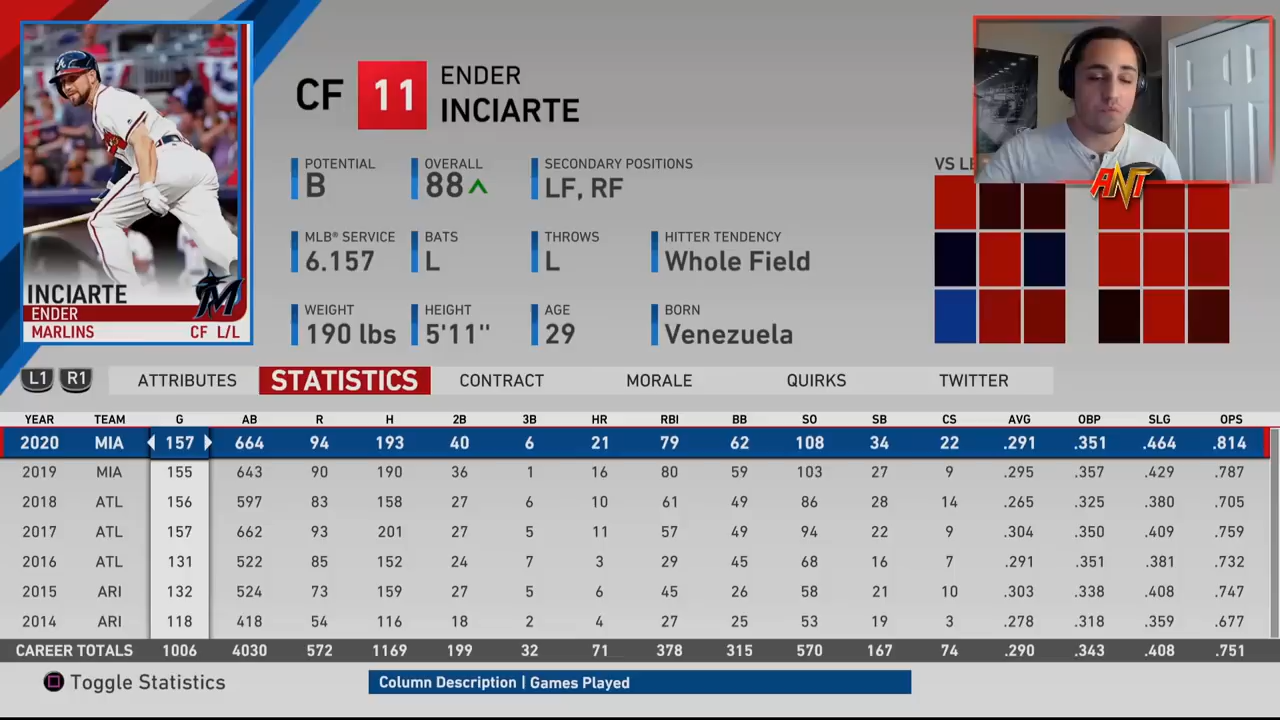 CF 11 ENDER
INCIARTE
POTENTIAL OVERALL SECONDARY POSITIONS
B 88 LF, RF
MLB® SERVICE BATS THROWS HITTER TENDENCY
6.157 L L Whole Field
WEIGHT HEIGHT AGE BORN
190 lbs 5'11" 29 Venezuela
INCIARTE
ENDER
MARLINS CF L/L
M
VS
ANT
L1 R1 ATTRIBUTES STATISTICS CONTRACT MORALE QUIRKS TWITTER
YEAR TEAM G AB R H 2B 3B HR RBI BB SO SB CS AVG OBP SLG OPS
2020 MIA 157 664 94 193 40 6 21 79 62 108 34 22 .291 .351 .464 .814
2019 MIA 155 643 90 190 36 1 16 80 59 103 27 9 .295 .357 .429 .787
2018 ATL 156 597 83 158 27 6 10 61 49 86 28 14 .265 .325 .380 .705
2017 ATL 157 662 93 201 27 5 11 57 49 94 22 9 .304 .350 .409 .759
2016 ATL 131 522 85 152 24 7 3 29 45 68 16 7 .291 .351 .381 .732
2015 ARI 132 524 73 159 27 5 6 45 26 58 21 10 .303 .338 .408 .747
2014 ARI 118 418 54 116 18 2 4 27 25 53 19 3 .278 .318 .359 .677
CAREER TOTALS 1006 4030 572 1169 199 32 71 378 315 570 167 74 .290 .343 .408 .751
Toggle Statistics
Column Description | Games Played